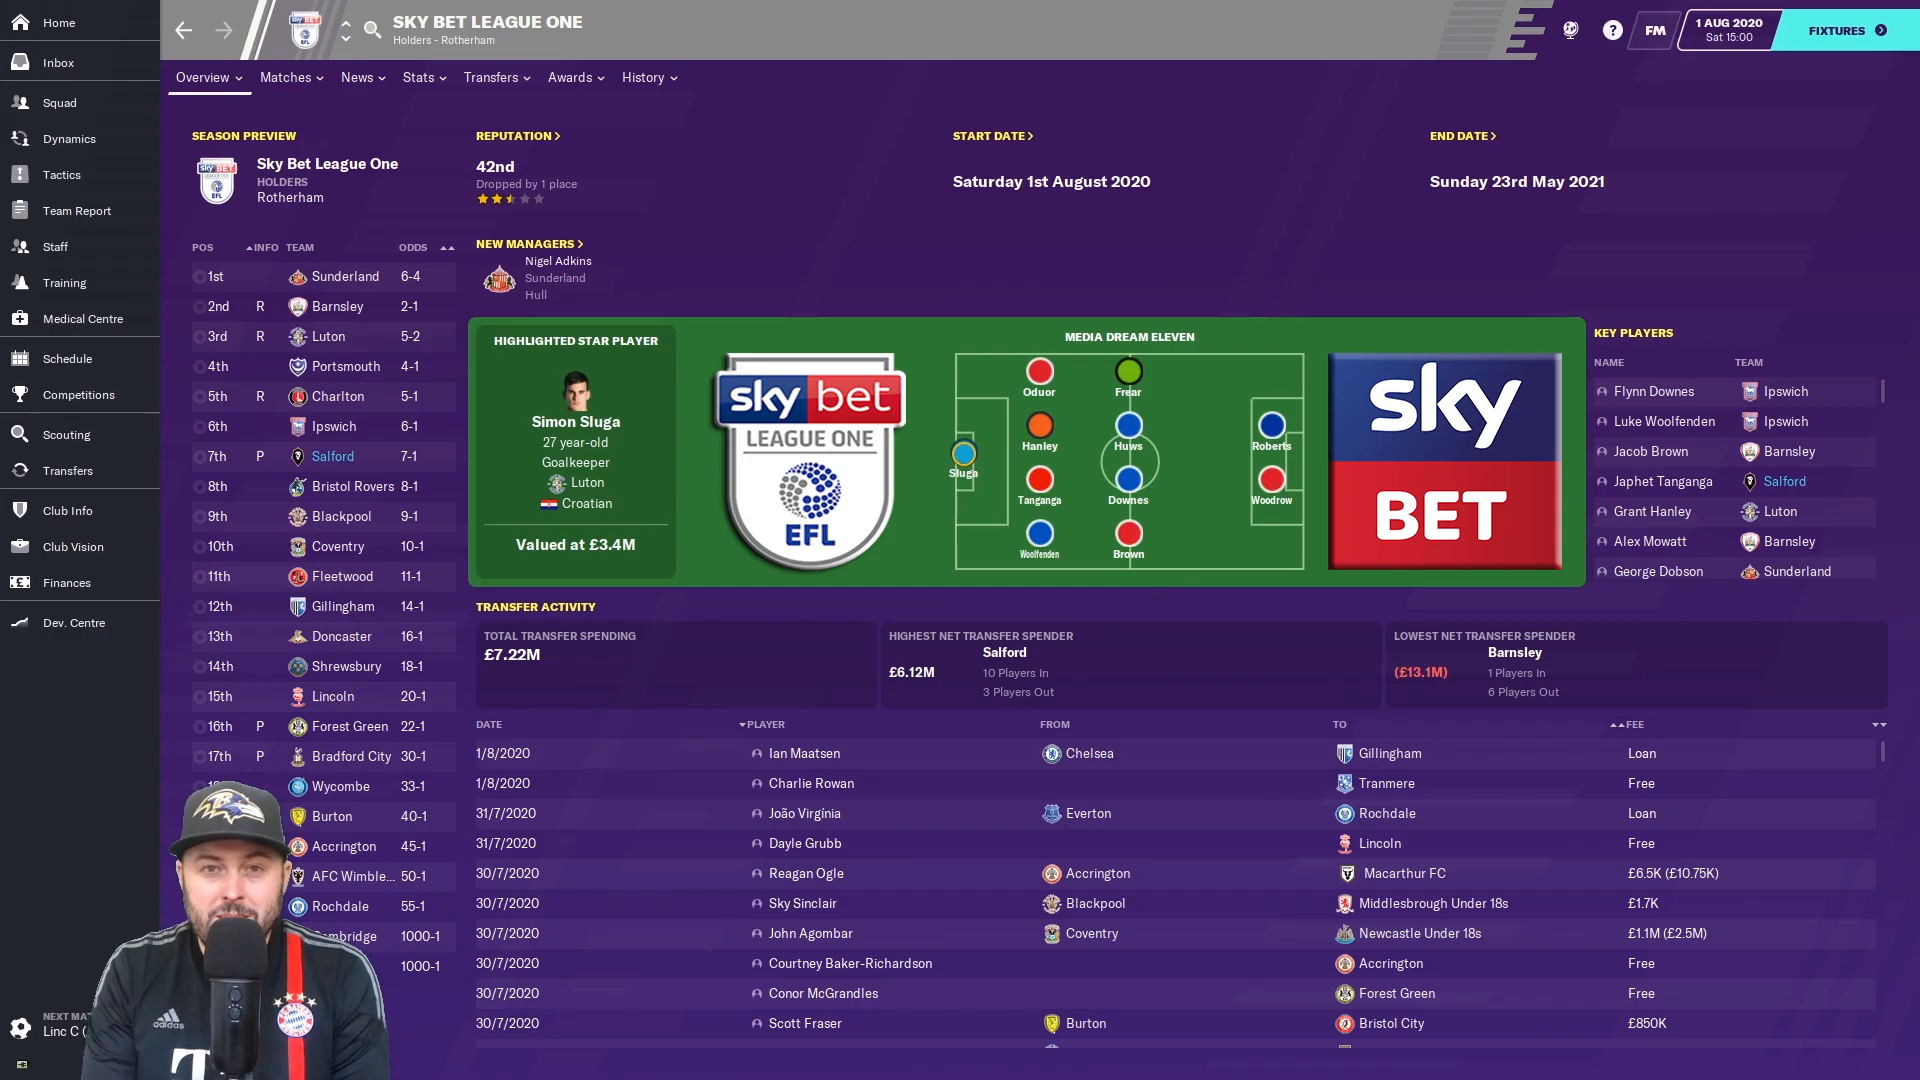 Home
Inbox
Squad
Dynamics
Tactics
Team Report
Staff
Training
Medical Centre
Schedule
Competitions
Scouting
Transfers
Club Info
Club Vision
Finances
Dev. Centre
NEXT MA
Linc C (
SKY BET LEAGUE ONE
Holders - Rotherham
FM
1 AUG 2020
Sat 15:00
FIXTURES
Overview Matches News Stats Transfers Awards History
SEASON PREVIEW
Sky Bet League One
HOLDERS
Rotherham
REPUTATION >
42nd
Dropped by 1 place
START DATE >
Saturday 1st August 2020
END DATE >
Sunday 23rd May 2021
NEW MANAGERS >
Nigel Adkins
Sunderland
Hull
POS INFO TEAM ODDS
1st Sunderland 6-4
2nd R Barnsley 2-1
3rd R Luton 5-2
4th Portsmouth 4-1
5th R Charlton 5-1
6th Ipswich 6-1
7th P Salford 7-1
8th Bristol Rovers 8-1
9th Blackpool 9-1
10th Coventry 10-1
11th Fleetwood 11-1
12th Gillingham 14-1
13th Doncaster 16-1
14th Shrewsbury 18-1
15th Lincoln 20-1
16th P Forest Green 22-1
17th P Bradford City 30-1
Wycombe 33-1
Burton 40-1
Accrington 45-1
AFC Wimble... 50-1
Rochdale 55-1
mbridge 1000-1
1000-1
HIGHLIGHTED STAR PLAYER
Simon Sluga
27 year-old
Goalkeeper
Luton
Croatian
Valued at £3.4M
sky bet
LEAGUE ONE
EFL
MEDIA DREAM ELEVEN
Oduor
Frear
Hanley
Huws
Roberts
Sluga
Tanganga
Downes
Woodrow
Woolfenden
Brown
sky
BET
KEY PLAYERS
NAME TEAM
Flynn Downes Ipswich
Luke Woolfenden Ipswich
Jacob Brown Barnsley
Japhet Tanganga Salford
Grant Hanley Luton
Alex Mowatt Barnsley
George Dobson Sunderland
TRANSFER ACTIVITY
TOTAL TRANSFER SPENDING
£7.22M
HIGHEST NET TRANSFER SPENDER
Salford
£6.12M
10 Players In
3 Players Out
LOWEST NET TRANSFER SPENDER
Barnsley
(£13.1M)
1 Players In
6 Players Out
DATE PLAYER FROM TO FEE
1/8/2020 Ian Maatsen Chelsea Gillingham Loan
1/8/2020 Charlie Rowan Tranmere Free
31/7/2020 João Virgínia Everton Rochdale Loan
31/7/2020 Dayle Grubb Lincoln Free
30/7/2020 Reagan Ogle Accrington Macarthur FC £6.5K (£10.75K)
30/7/2020 Sky Sinclair Blackpool Middlesbrough Under 18s £1.7K
30/7/2020 John Agombar Coventry Newcastle Under 18s £1.1M (£2.5M)
30/7/2020 Courtney Baker-Richardson Accrington Free
30/7/2020 Conor McGrandles Forest Green Free
30/7/2020 Scott Fraser Burton Bristol City £850K
adidas